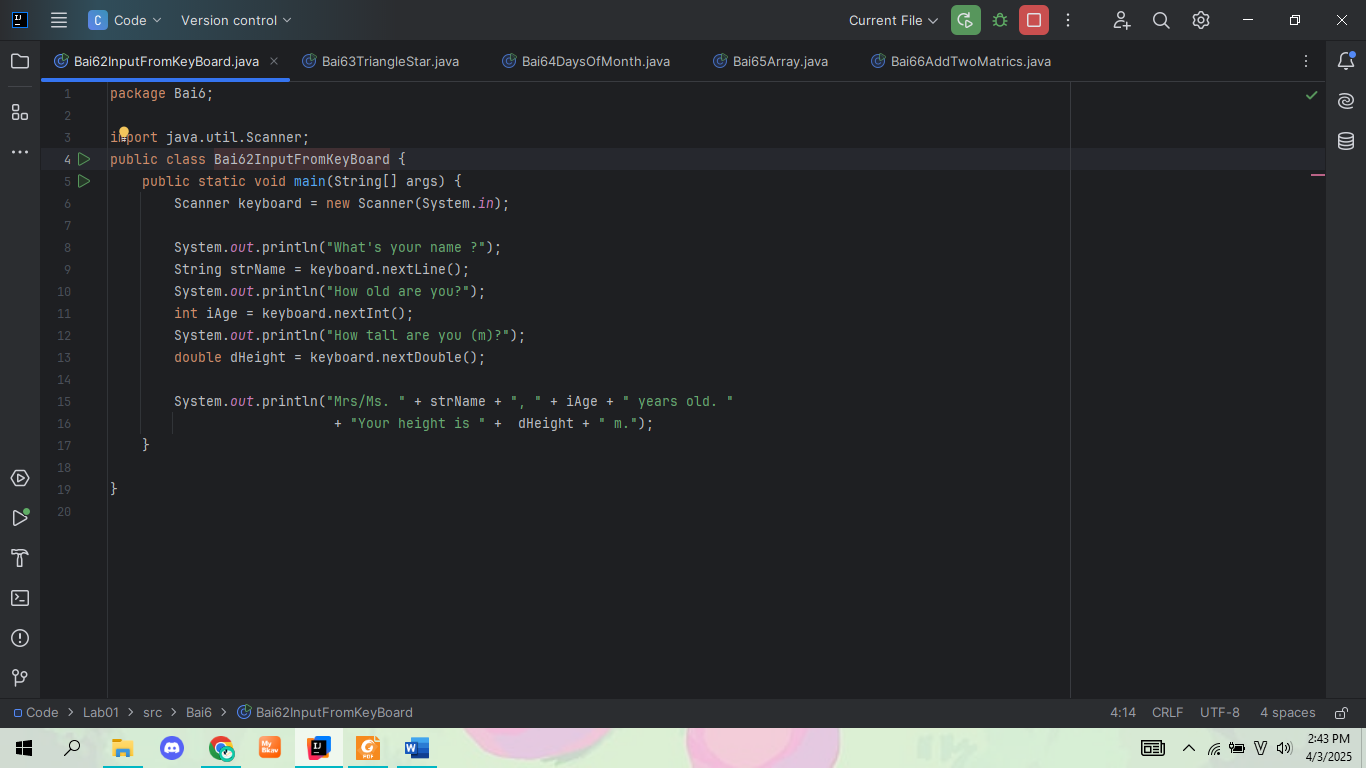 Code Version control Current File
Bai62InputFromKeyBoard.java Bai63TriangleStar.java Bai64DaysOfMonth.java Bai65Array.java Bai66AddTwoMatrics.java
1 package Bai6;
2
3 import java.util.Scanner;
4 public class Bai62InputFromKeyBoard {
5 public static void main(String[] args) {
6 Scanner keyboard = new Scanner(System.in);
7
8 System.out.println("What's your name ?");
9 String strName = keyboard.nextLine();
10 System.out.println("How old are you?");
11 int iAge = keyboard.nextInt();
12 System.out.println("How tall are you (m)?");
13 double dHeight = keyboard.nextDouble();
14
15 System.out.println("Mrs/Ms. " + strName + ", " + iAge + " years old. "
16 + "Your height is " +  dHeight + " m.");
17 }
18
19 }
20
Code > Lab01 > src > Bai6 > Bai62InputFromKeyBoard 4:14 CRLF UTF-8 4 spaces
2:43 PM
4/3/2025